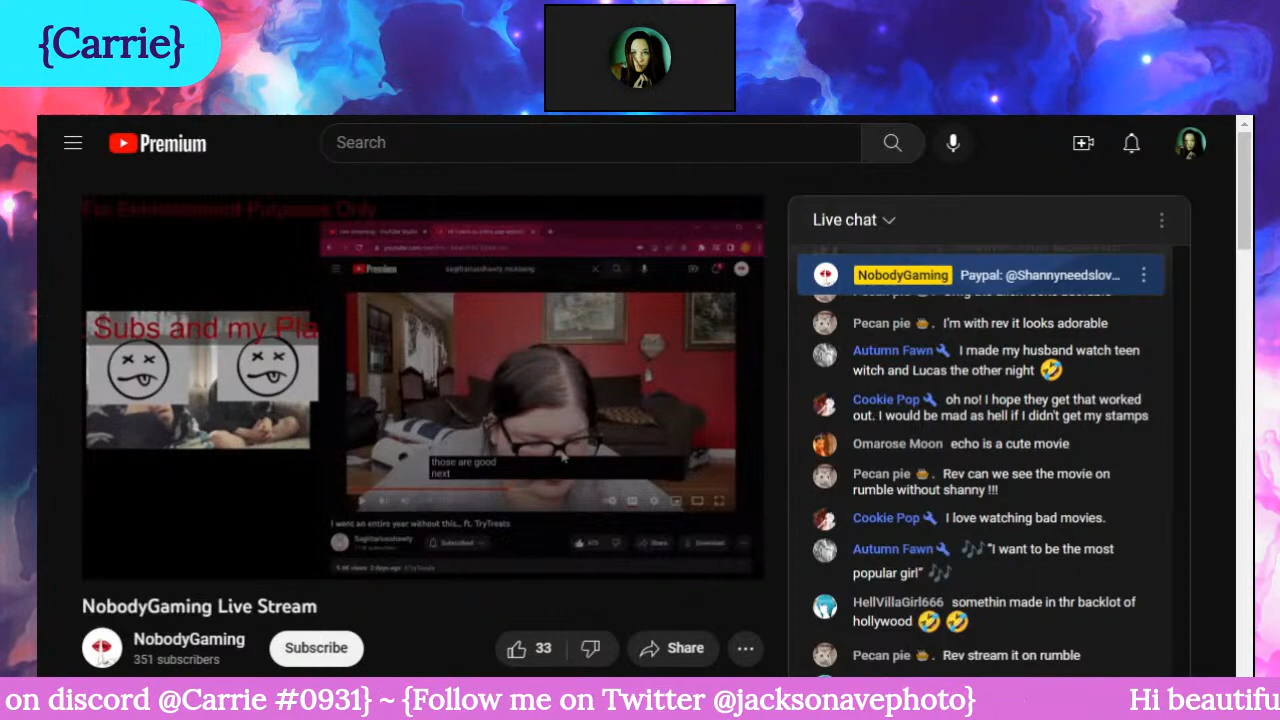 {Carrie}
Premium
Search
For Entertainment Purposes Only
Subs and my Pla
Premium
sagittariusshawty mukbang
those are good
next
I went an entire year without this... ft. TryTreats
Sagittariusshawty
Subscribed
Share
Download
NobodyGaming Live Stream
NobodyGaming
351 subscribers
Subscribe
33
Share
Live chat
NobodyGaming Paypal: @Shannyneedslov...
Pecan pie . I'm with rev it looks adorable
Autumn Fawn I made my husband watch teen
witch and Lucas the other night 🤣
Cookie Pop oh no! I hope they get that worked
out. I would be mad as hell if I didn't get my stamps
Omarose Moon echo is a cute movie
Pecan pie . Rev can we see the movie on
rumble without shanny !!!
Cookie Pop I love watching bad movies.
Autumn Fawn 🎶 “I want to be the most
popular girl” 🎶
HellVillaGirl666 somethin made in thr backlot of
hollywood 🤣 🤣
Pecan pie . Rev stream it on rumble
on discord @Carrie #0931} ~ {Follow me on Twitter @jacksonavephoto} Hi beautifu